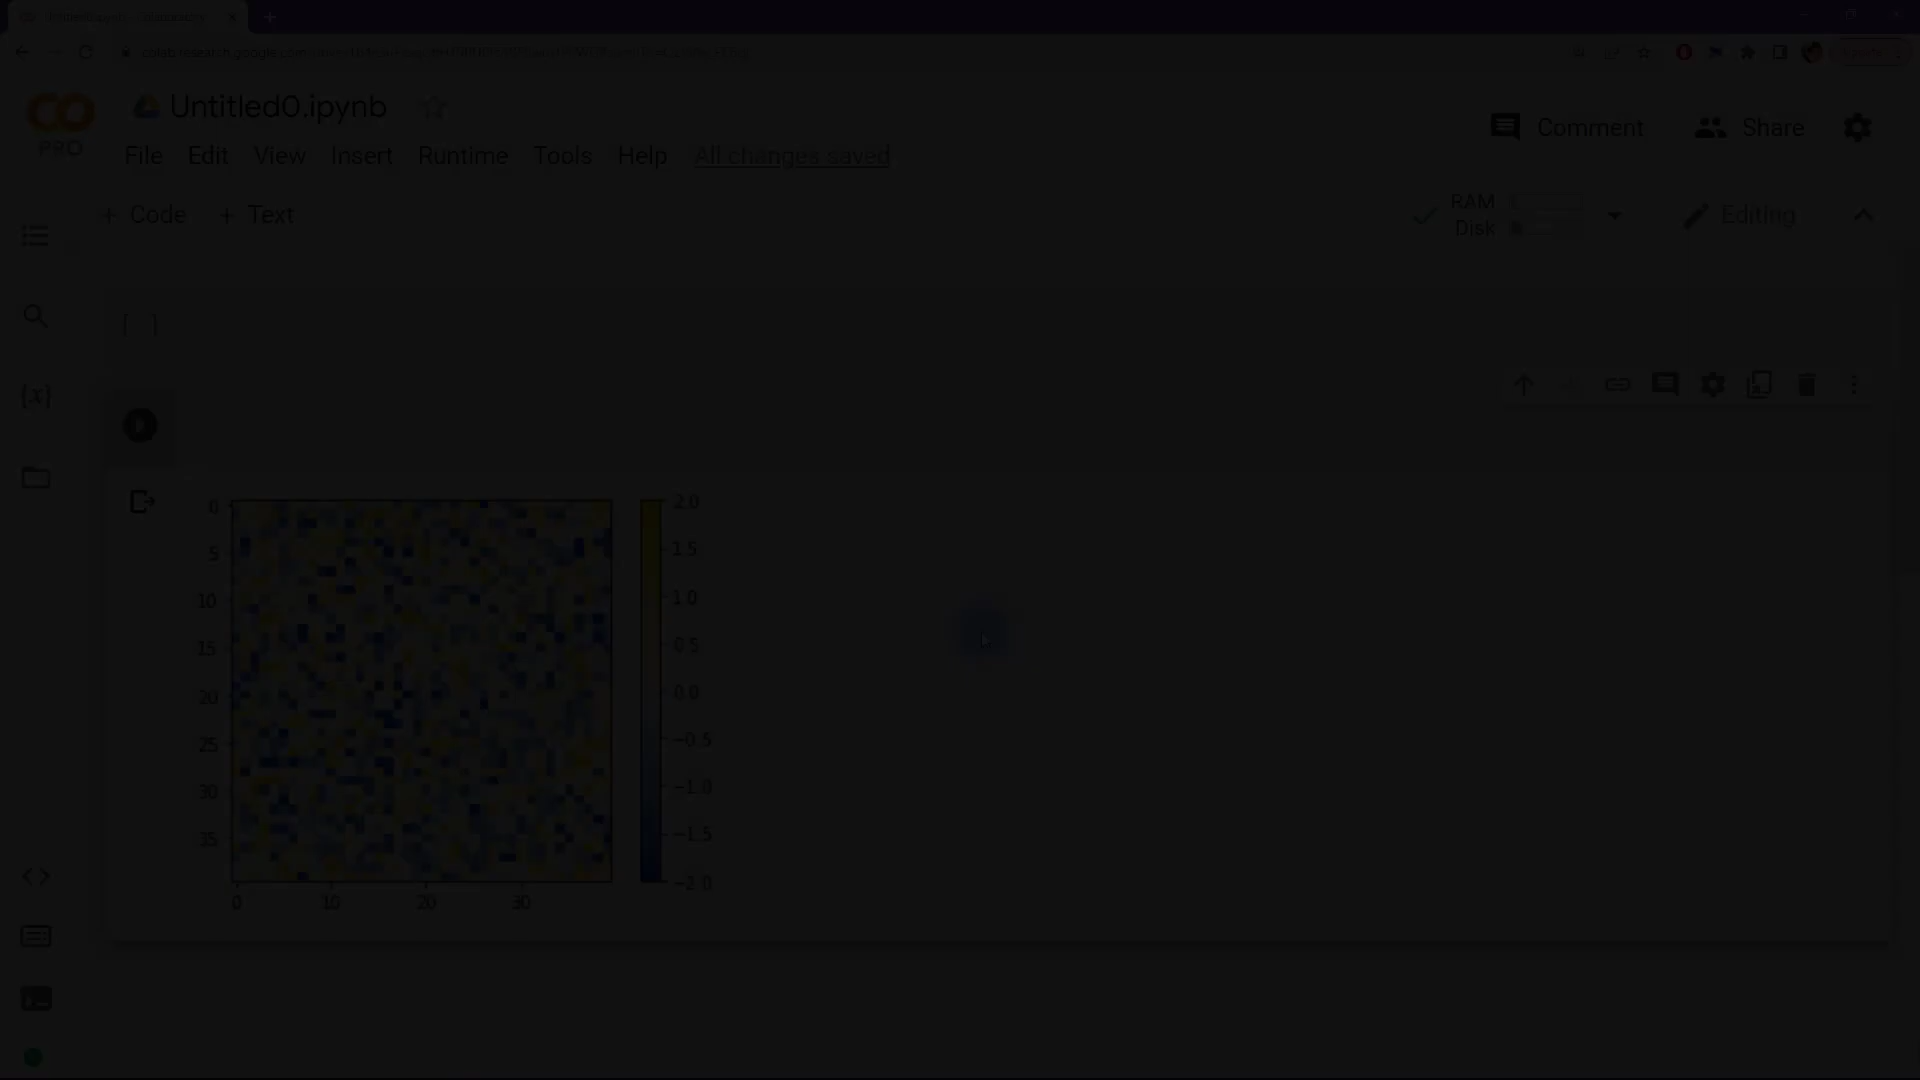 Untitled0.ipynb
PRO
File Edit View Insert Runtime Tools Help All changes saved
Comment Share
+ Code + Text
RAM
Disk
Editing
[ ]
{x}
0
5
10
15
20
25
30
35
0 10 20 30
2.0
1.5
1.0
0.5
0.0
−0.5
−1.0
−1.5
−2.0